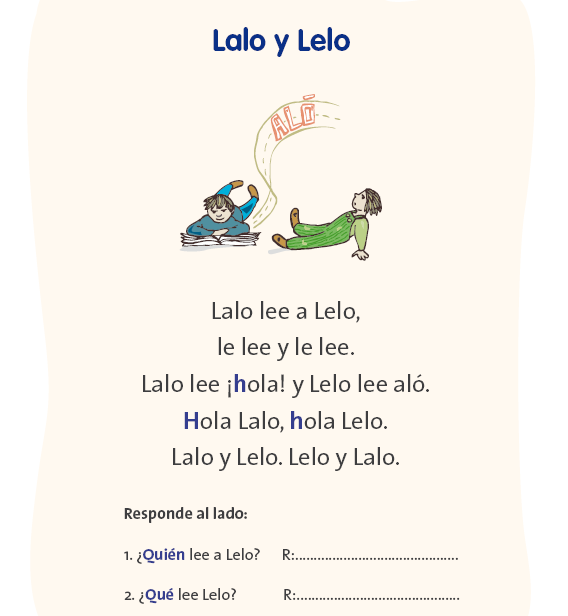 Lalo y Lelo
ALÓ
Lalo lee a Lelo,
le lee y le lee.
Lalo lee ¡hola! y Lelo lee aló.
Hola Lalo, hola Lelo.
Lalo y Lelo. Lelo y Lalo.
Responde al lado:
1. ¿Quién lee a Lelo? R:............................................
2. ¿Qué lee Lelo? R:............................................